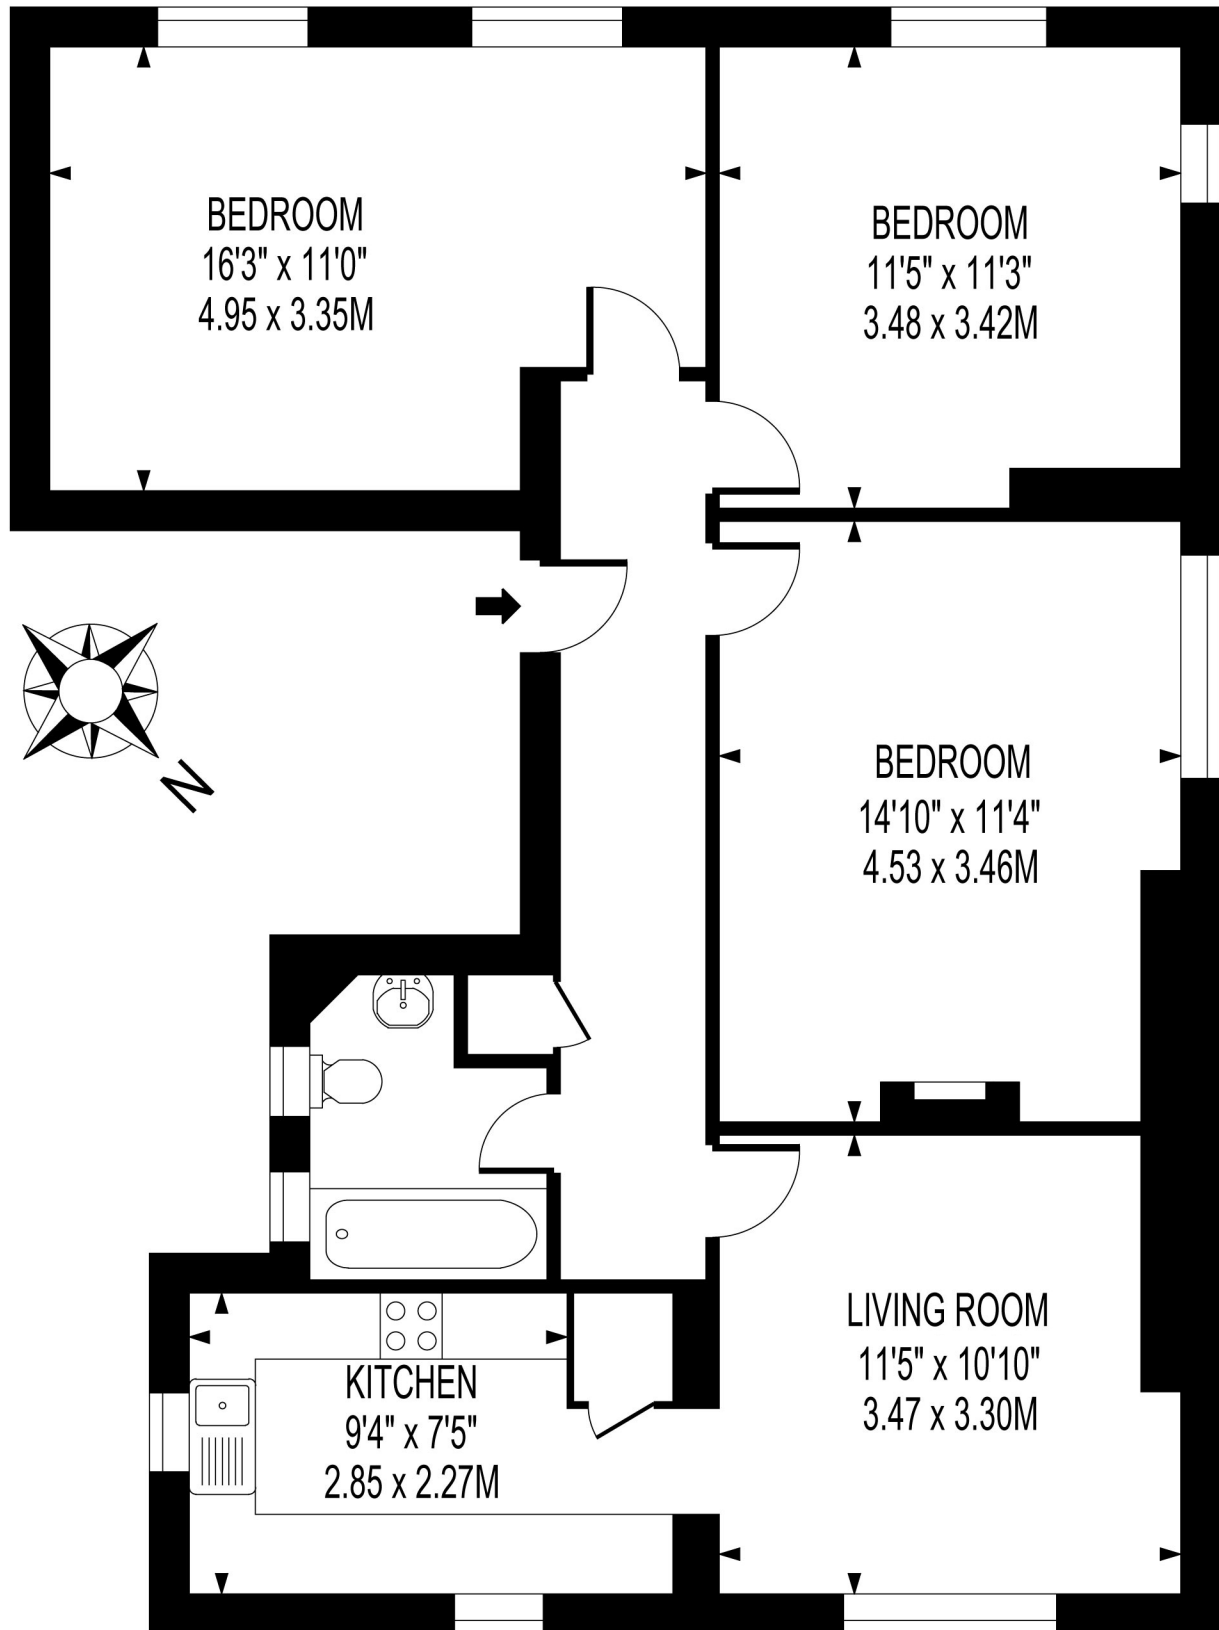 BEDROOM
16'3" x 11'0"
4.95 x 3.35M
BEDROOM
11'5" x 11'3"
3.48 x 3.42M
N
BEDROOM
14'10" x 11'4"
4.53 x 3.46M
LIVING ROOM
11'5" x 10'10"
3.47 x 3.30M
KITCHEN
9'4" x 7'5"
2.85 x 2.27M